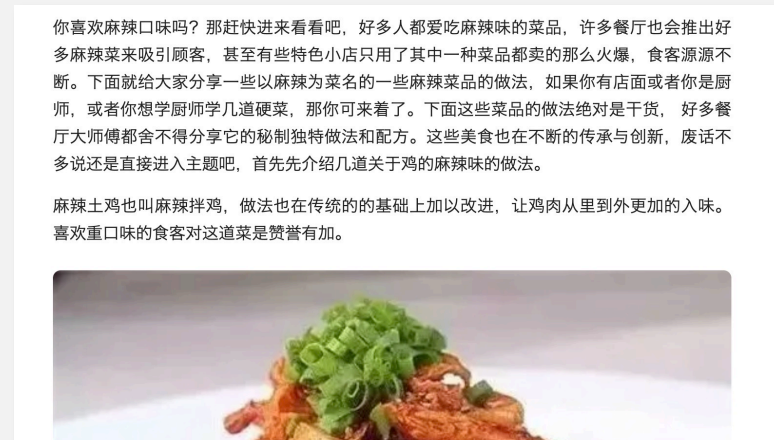 你喜欢麻辣口味吗？那赶快进来看看吧，好多人都爱吃麻辣味的菜品，许多餐厅也会推出好
多麻辣菜来吸引顾客，甚至有些特色小店只用了其中一种菜品都卖的那么火爆，食客源源不
断。下面就给大家分享一些以麻辣为菜名的一些麻辣菜品的做法，如果你有店面或者你是厨
师，或者你想学厨师学几道硬菜，那你可来着了。下面这些菜品的做法绝对是干货， 好多餐
厅大师傅都舍不得分享它的秘制独特做法和配方。这些美食也在不断的传承与创新，废话不
多说还是直接进入主题吧，首先先介绍几道关于鸡的麻辣味的做法。
麻辣土鸡也叫麻辣拌鸡，做法也在传统的的基础上加以改进，让鸡肉从里到外更加的入味。
喜欢重口味的食客对这道菜是赞誉有加。